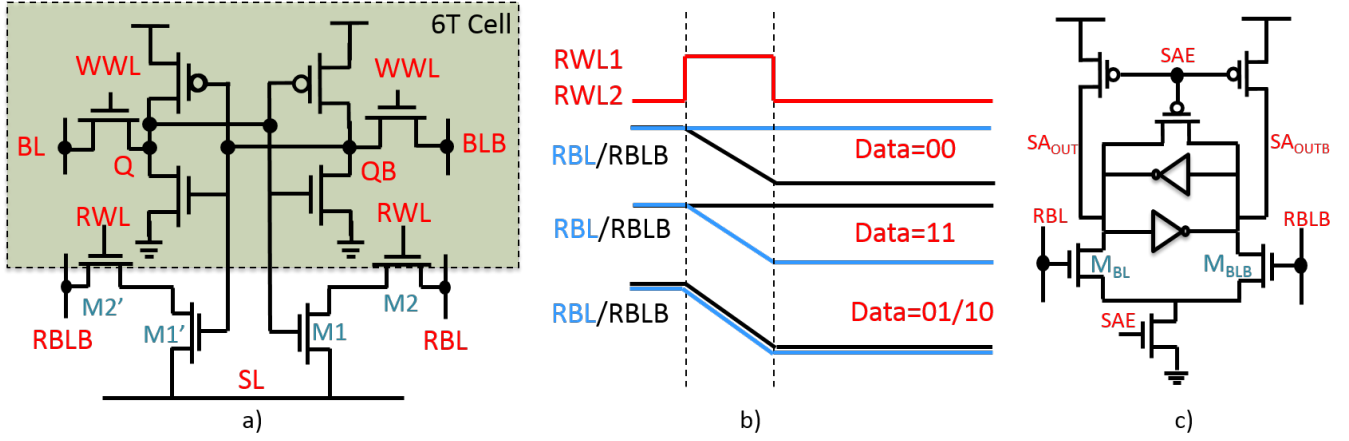 6T Cell
WWL
WWL
BL
Q
QB
BLB
RWL
RWL
M2'
M1'
M1
M2
RBLB
RBL
SL
a)
RWL1
RWL2
RBL/RBLB
Data=00
RBL/RBLB
Data=11
RBL/RBLB
Data=01/10
b)
SAE
SAOUT
SAOUTB
RBL
RBLB
MBL
MBLB
SAE
c)